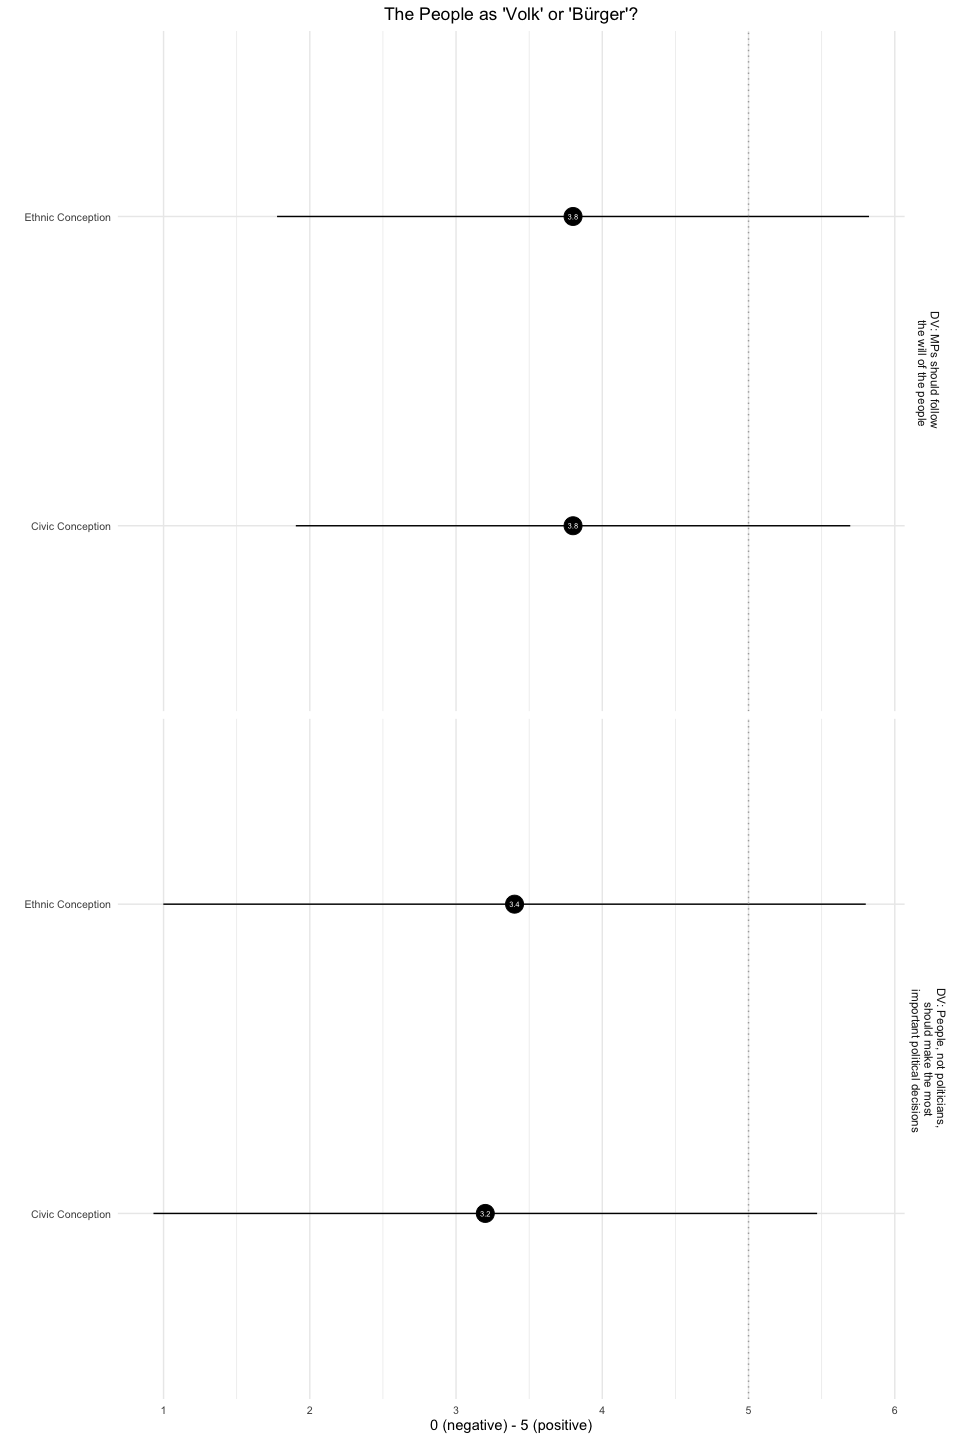 The People as 'Volk' or 'Bürger'?
Ethnic Conception
3.8
DV: MPs should follow
the will of the people
Civic Conception
3.8
Ethnic Conception
3.4
DV: People, not politicians,
should make the most
important political decisions
Civic Conception
3.2
1 2 3 4 5 6
0 (negative) - 5 (positive)